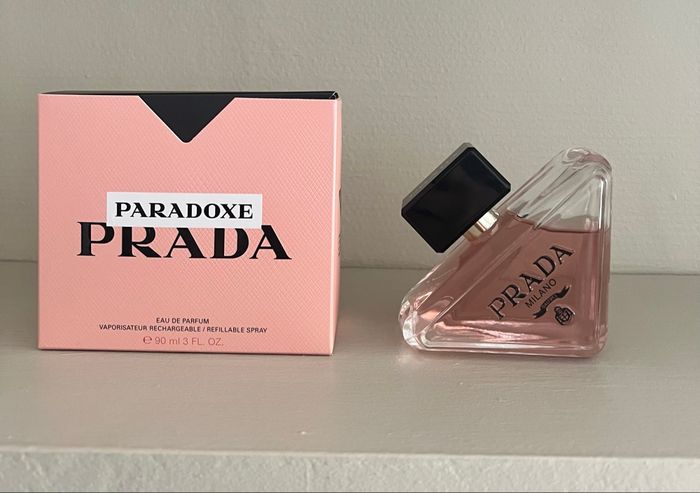 PARADOXE
PRADA
EAU DE PARFUM
VAPORISATEUR RECHARGEABLE / REFILLABLE SPRAY
℮ 90 ml 3 FL. OZ.
PRADA
MILANO